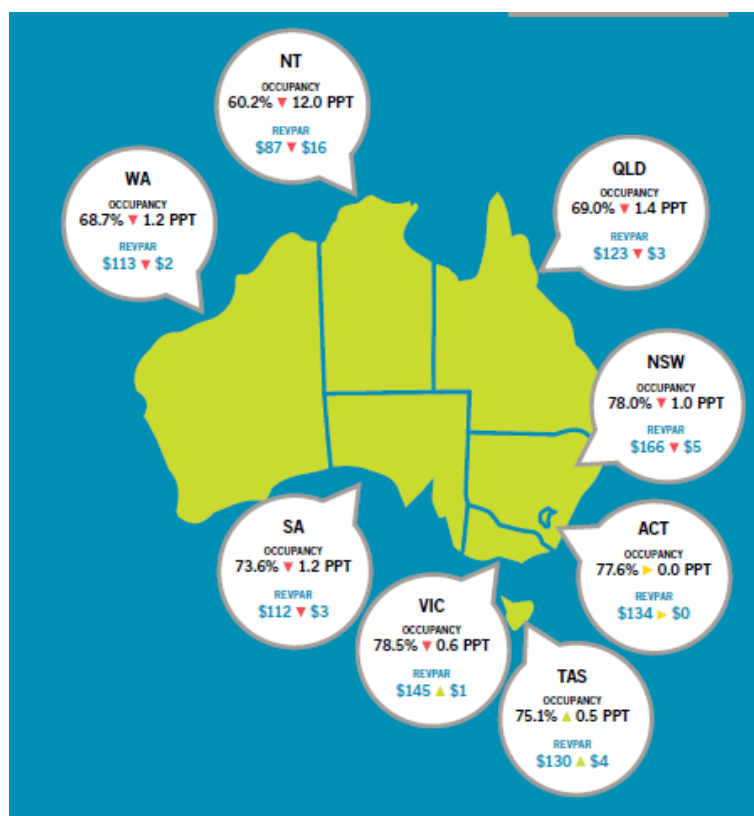 NT
OCCUPANCY
60.2% ▼ 12.0 PPT
REVPAR
$87 ▼ $16
WA
OCCUPANCY
68.7% ▼ 1.2 PPT
REVPAR
$113 ▼ $2
QLD
OCCUPANCY
69.0% ▼ 1.4 PPT
REVPAR
$123 ▼ $3
NSW
OCCUPANCY
78.0% ▼ 1.0 PPT
REVPAR
$166 ▼ $5
SA
OCCUPANCY
73.6% ▼ 1.2 PPT
REVPAR
$112 ▼ $3
ACT
OCCUPANCY
77.6% ► 0.0 PPT
REVPAR
$134 ► $0
VIC
OCCUPANCY
78.5% ▼ 0.6 PPT
REVPAR
$145 ▲ $1
TAS
OCCUPANCY
75.1% ▲ 0.5 PPT
REVPAR
$130 ▲ $4